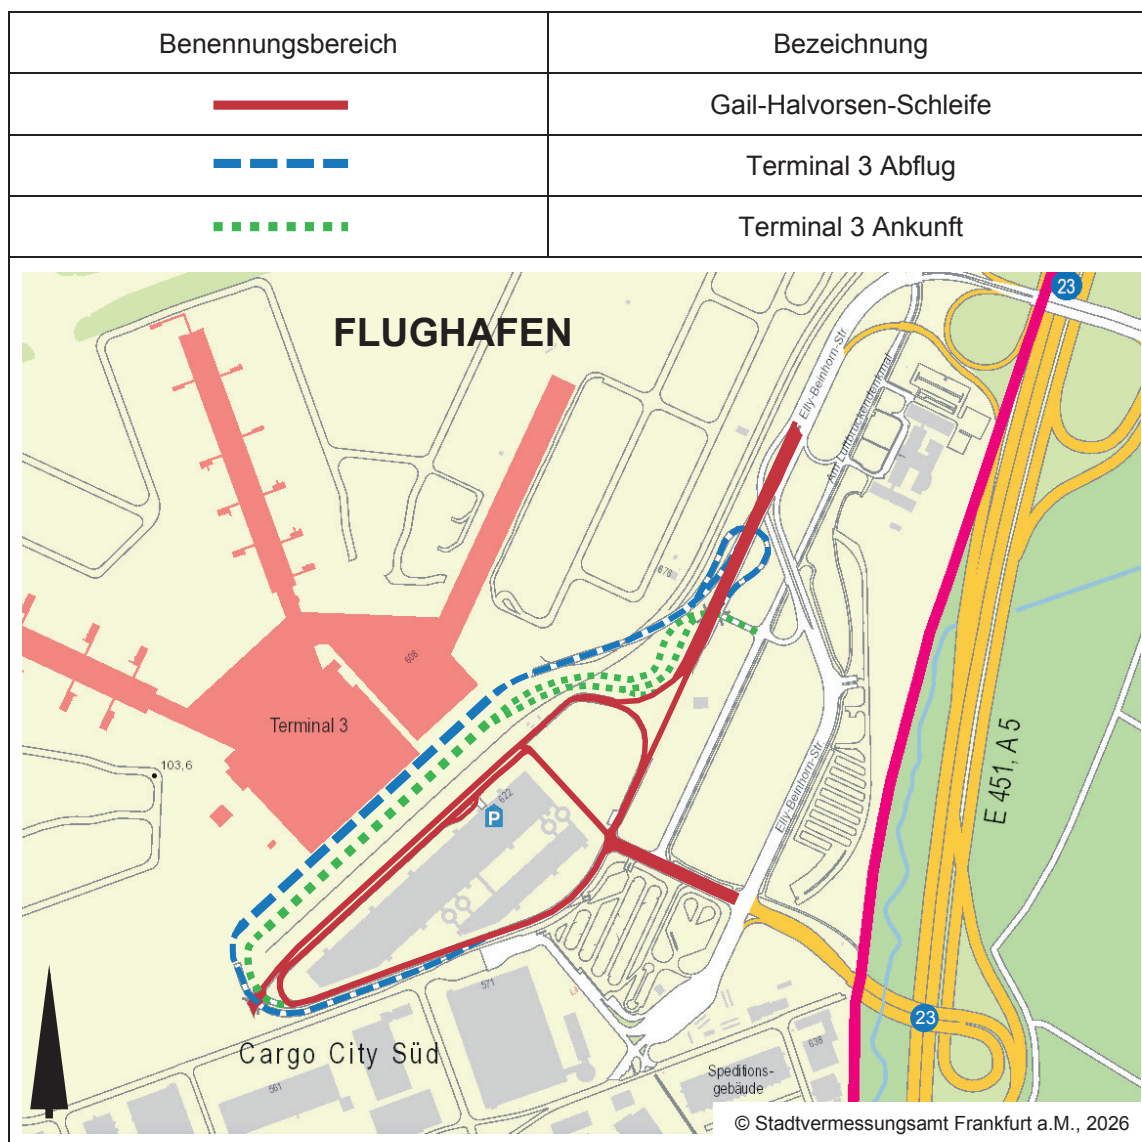 Benennungsbereich
Bezeichnung
Gail-Halvorsen-Schleife
Terminal 3 Abflug
Terminal 3 Ankunft
23
FLUGHAFEN
Elly-Beinhorn-Str
Am Luftbrückendenkmal
676
608
Terminal 3
103,6
622
P
E 451, A 5
Elly-Beinhorn-Str
571
23
Cargo City Süd
561
638
Speditions-
gebäude
© Stadtvermessungsamt Frankfurt a.M., 2026